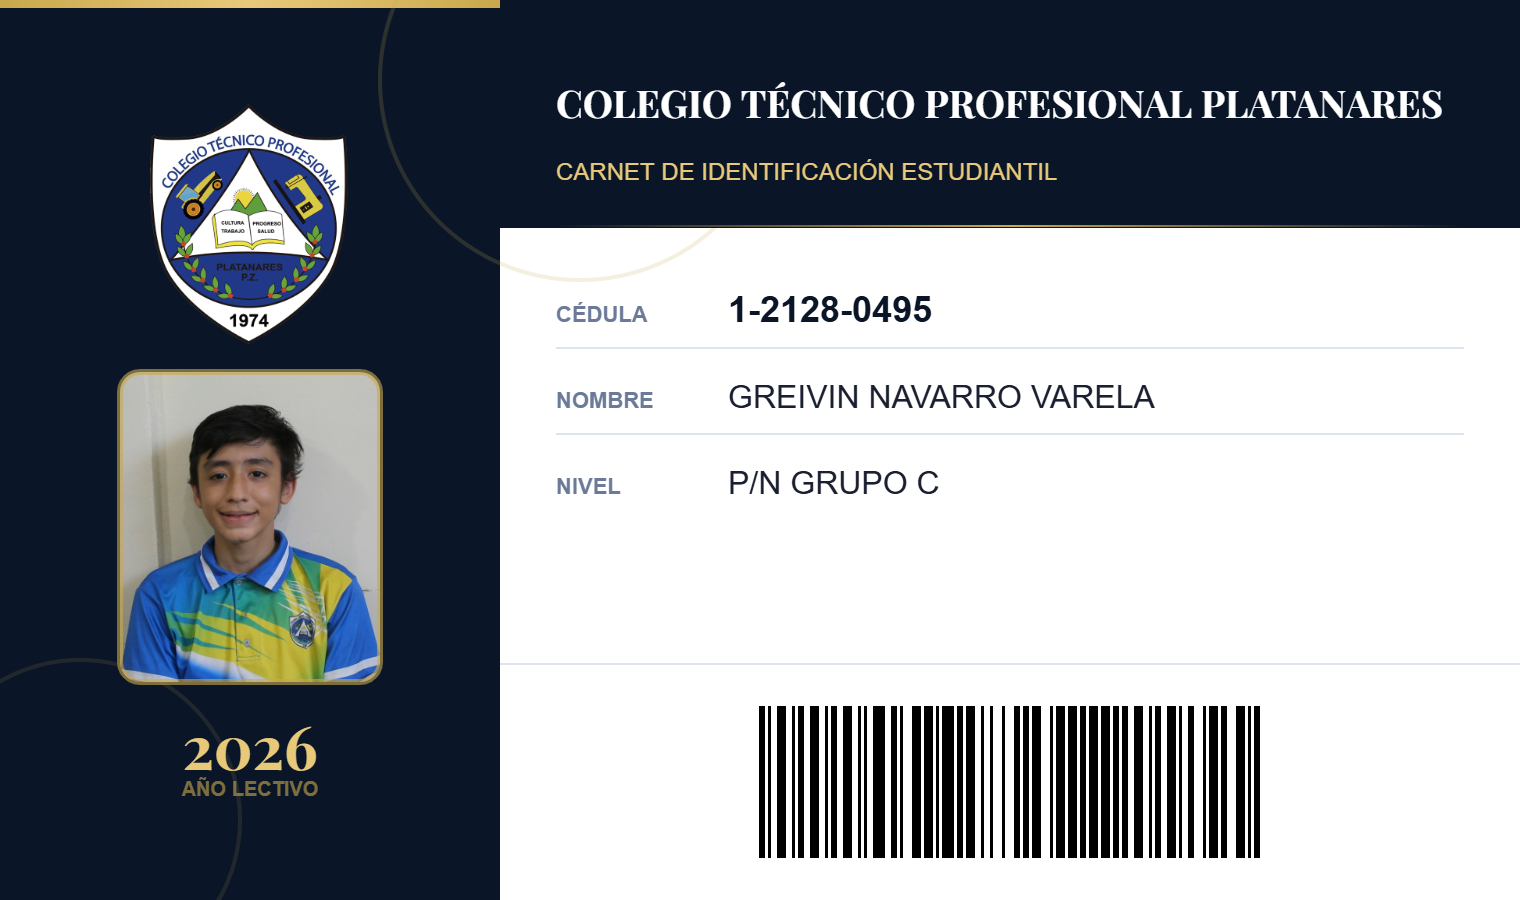 COLEGIO TÉCNICO PROFESIONAL
CULTURA PROGRESO
TRABAJO SALUD
PLATANARES
P.Z.
1974
2026
AÑO LECTIVO
COLEGIO TÉCNICO PROFESIONAL PLATANARES
CARNET DE IDENTIFICACIÓN ESTUDIANTIL
CÉDULA 1-2128-0495
NOMBRE GREIVIN NAVARRO VARELA
NIVEL P/N GRUPO C